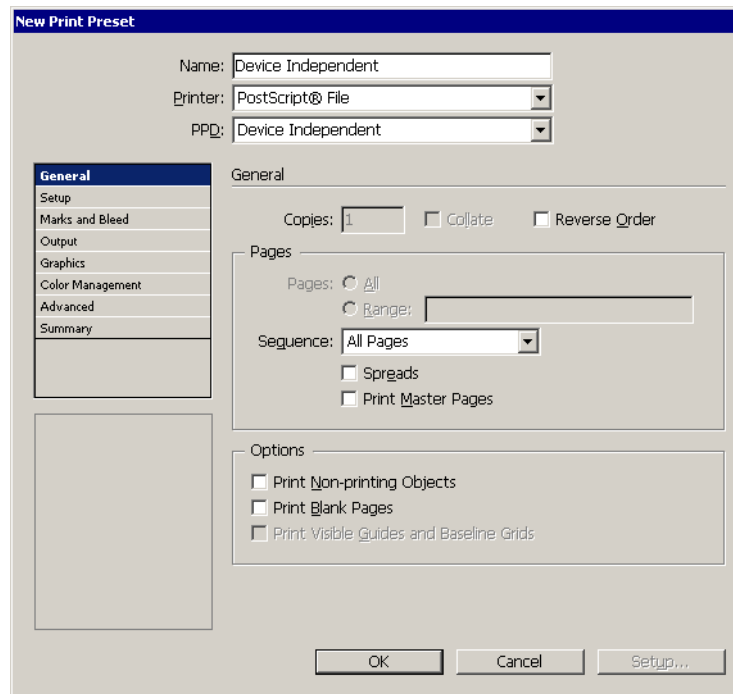 New Print Preset
Name: Device Independent
Printer: PostScript® File
PPD: Device Independent
General
Setup
Marks and Bleed
Output
Graphics
Color Management
Advanced
Summary
General
Copies: 1 Collate Reverse Order
Pages
Pages: All
Range:
Sequence: All Pages
Spreads
Print Master Pages
Options
Print Non-printing Objects
Print Blank Pages
Print Visible Guides and Baseline Grids
OK Cancel Setup...